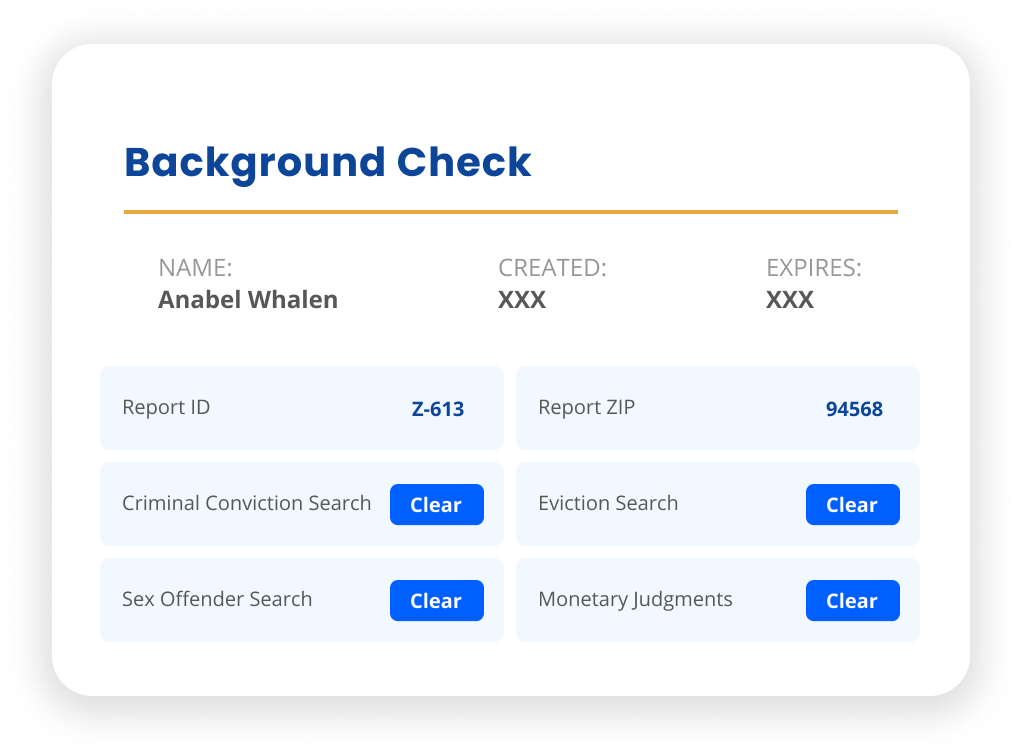 Background Check
NAME: CREATED: EXPIRES:
Anabel Whalen XXX XXX
Report ID Z-613 Report ZIP 94568
Criminal Conviction Search Clear Eviction Search Clear
Sex Offender Search Clear Monetary Judgments Clear